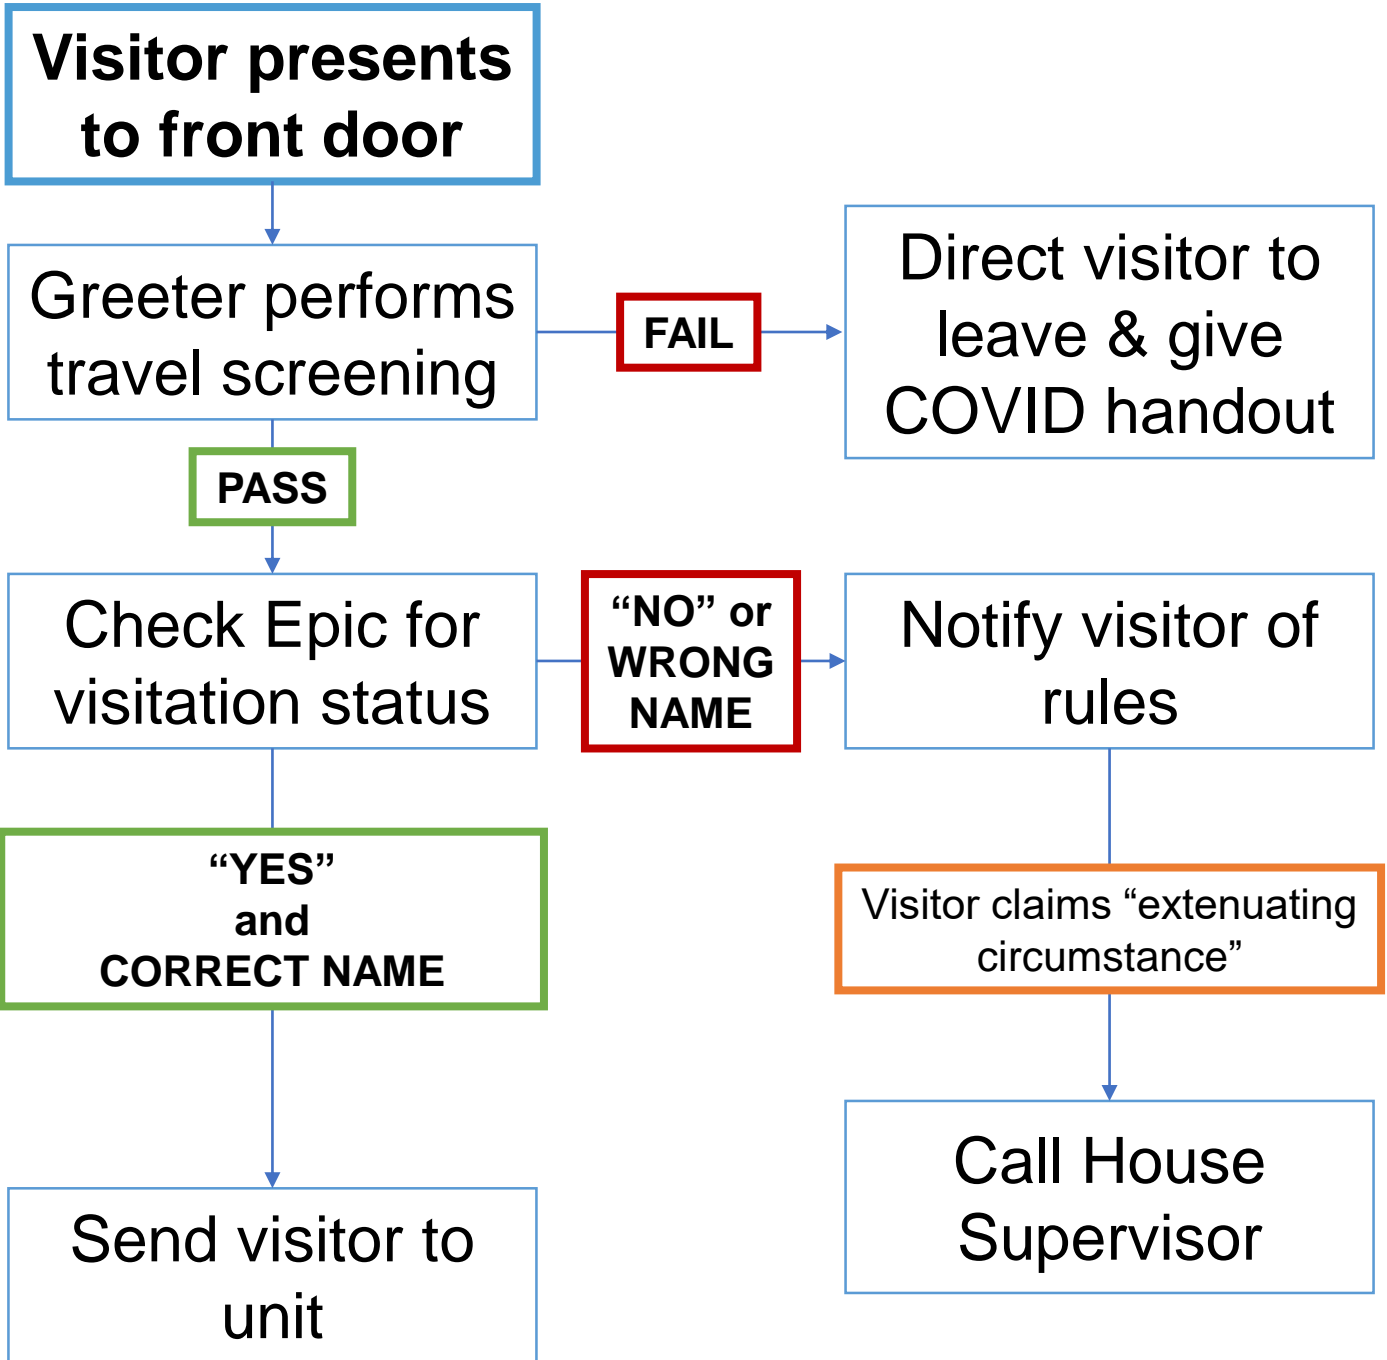 Visitor presents
to front door
Greeter performs
travel screening
FAIL
Direct visitor to
leave & give
COVID handout
PASS
Check Epic for
visitation status
“NO” or
WRONG
NAME
Notify visitor of
rules
“YES”
and
CORRECT NAME
Visitor claims “extenuating
circumstance”
Send visitor to
unit
Call House
Supervisor